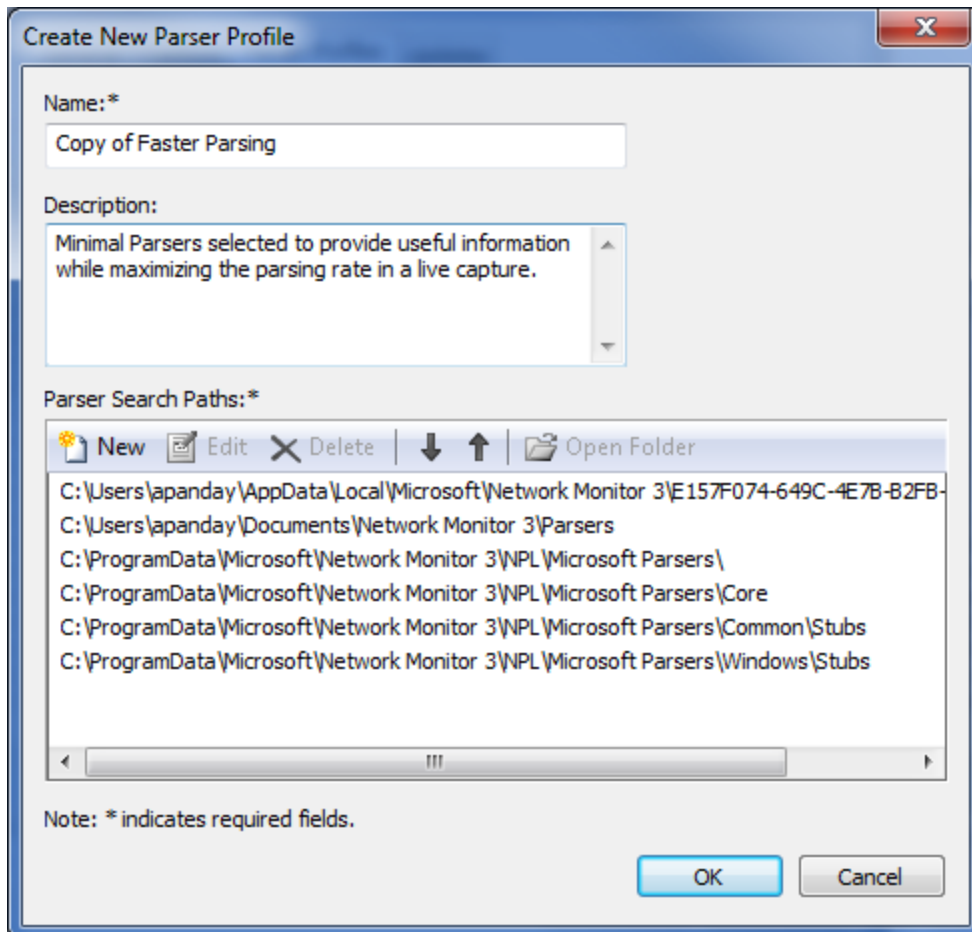 Create New Parser Profile
Name:*
Copy of Faster Parsing
Description:
Minimal Parsers selected to provide useful information
while maximizing the parsing rate in a live capture.
Parser Search Paths:*
New Edit Delete Open Folder
C:\Users\apanday\AppData\Local\Microsoft\Network Monitor 3\E157F074-649C-4E7B-B2FB-
C:\Users\apanday\Documents\Network Monitor 3\Parsers
C:\ProgramData\Microsoft\Network Monitor 3\NPL\Microsoft Parsers\
C:\ProgramData\Microsoft\Network Monitor 3\NPL\Microsoft Parsers\Core
C:\ProgramData\Microsoft\Network Monitor 3\NPL\Microsoft Parsers\Common\Stubs
C:\ProgramData\Microsoft\Network Monitor 3\NPL\Microsoft Parsers\Windows\Stubs
Note: * indicates required fields.
OK Cancel